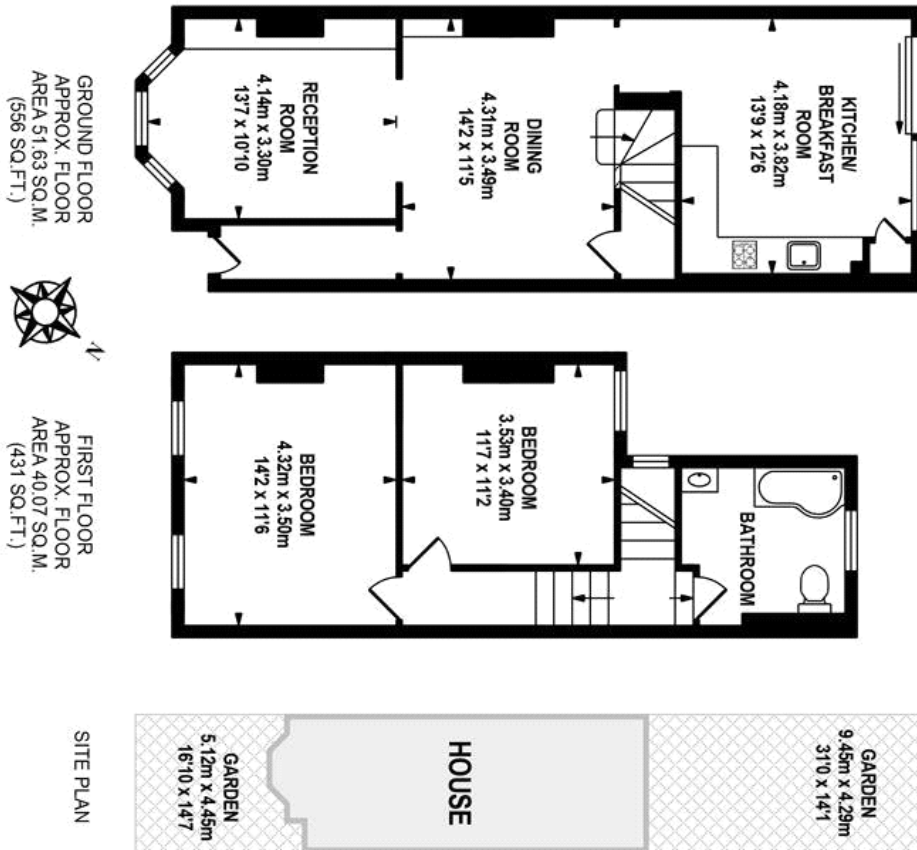 KITCHEN/
BREAKFAST
ROOM
4.18m x 3.82m
13'9 x 12'6
DINING
ROOM
4.31m x 3.49m
14'2 x 11'5
RECEPTION
ROOM
4.14m x 3.30m
13'7 x 10'10
GROUND FLOOR
APPROX. FLOOR
AREA 51.63 SQ.M.
(556 SQ.FT.)
N
BATHROOM
BEDROOM
3.53m x 3.40m
11'7 x 11'2
BEDROOM
4.32m x 3.50m
14'2 x 11'6
FIRST FLOOR
APPROX. FLOOR
AREA 40.07 SQ.M.
(431 SQ.FT.)
GARDEN
9.45m x 4.29m
31'0 x 14'1
HOUSE
GARDEN
5.12m x 4.45m
16'10 x 14'7
SITE PLAN